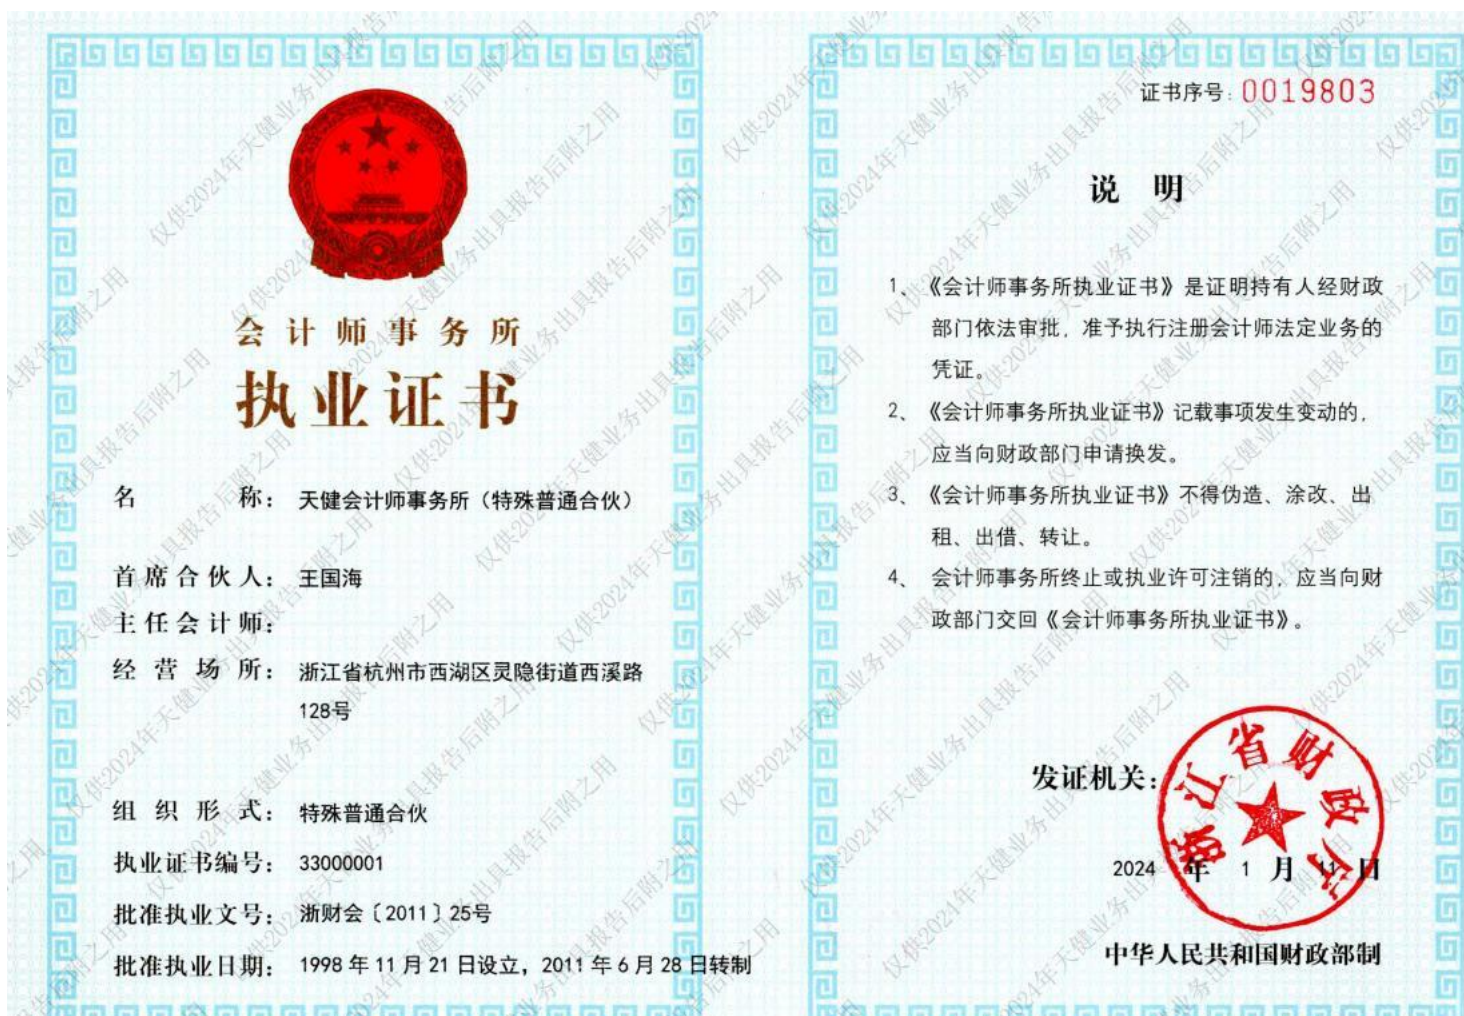 会计师事务所
执业证书
名称：天健会计师事务所（特殊普通合伙）
首席合伙人：王国海
主任会计师：
经营场所：浙江省杭州市西湖区灵隐街道西溪路
128号
组织形式：特殊普通合伙
执业证书编号：33000001
批准执业文号：浙财会〔2011〕25号
批准执业日期：1998年11月21日设立，2011年6月28日转制
证书序号：0019803
说明
1、《会计师事务所执业证书》是证明持有人经财政
部门依法审批，准予执行注册会计师法定业务的
凭证。
2、《会计师事务所执业证书》记载事项发生变动的，
应当向财政部门申请换发。
3、《会计师事务所执业证书》不得伪造、涂改、出
租、出借、转让。
4、会计师事务所终止或执业许可注销的，应当向财
政部门交回《会计师事务所执业证书》。
发证机关：
浙江省财政厅
2024年1月11日
中华人民共和国财政部制
仅供2024年天健业务出具报告后附之用